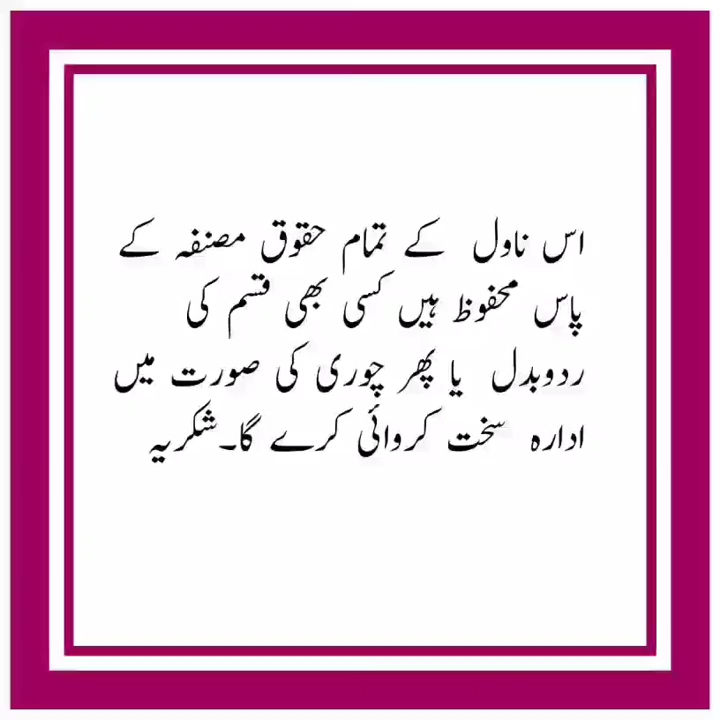 اس ناول کے تمام حقوق مصنفہ کے
پاس محفوظ ہیں کسی بھی قسم کی
ردوبدل یا پھر چوری کی صورت میں
ادارہ سخت کروائی کرے گا۔شکریہ